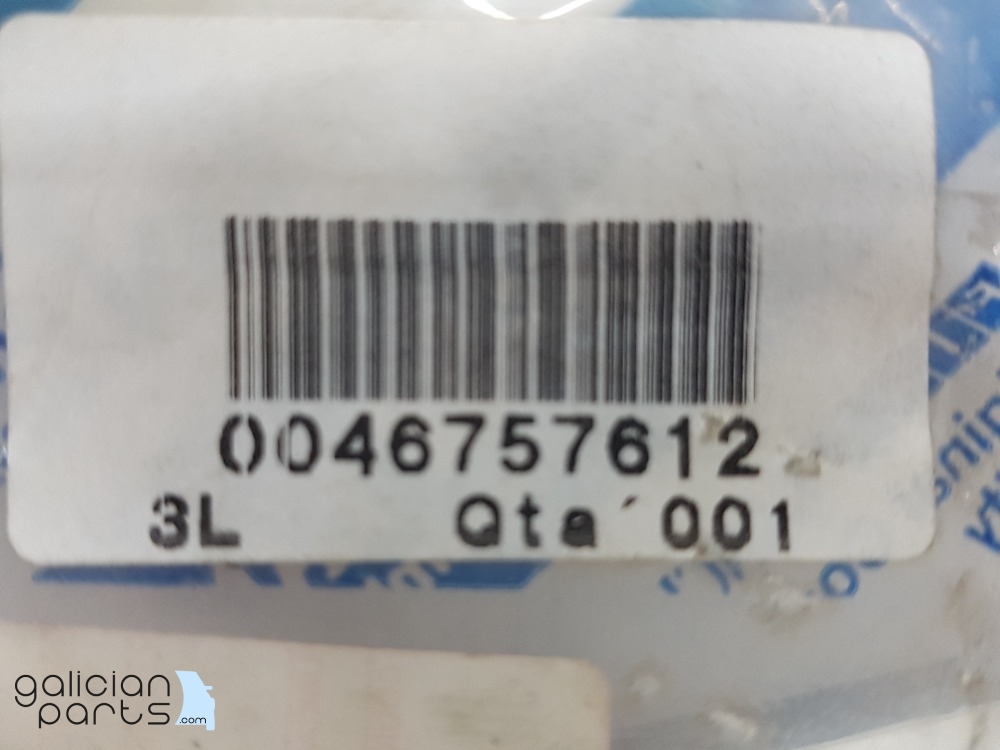 0046757612
3L Qta´001
galician
parts.com